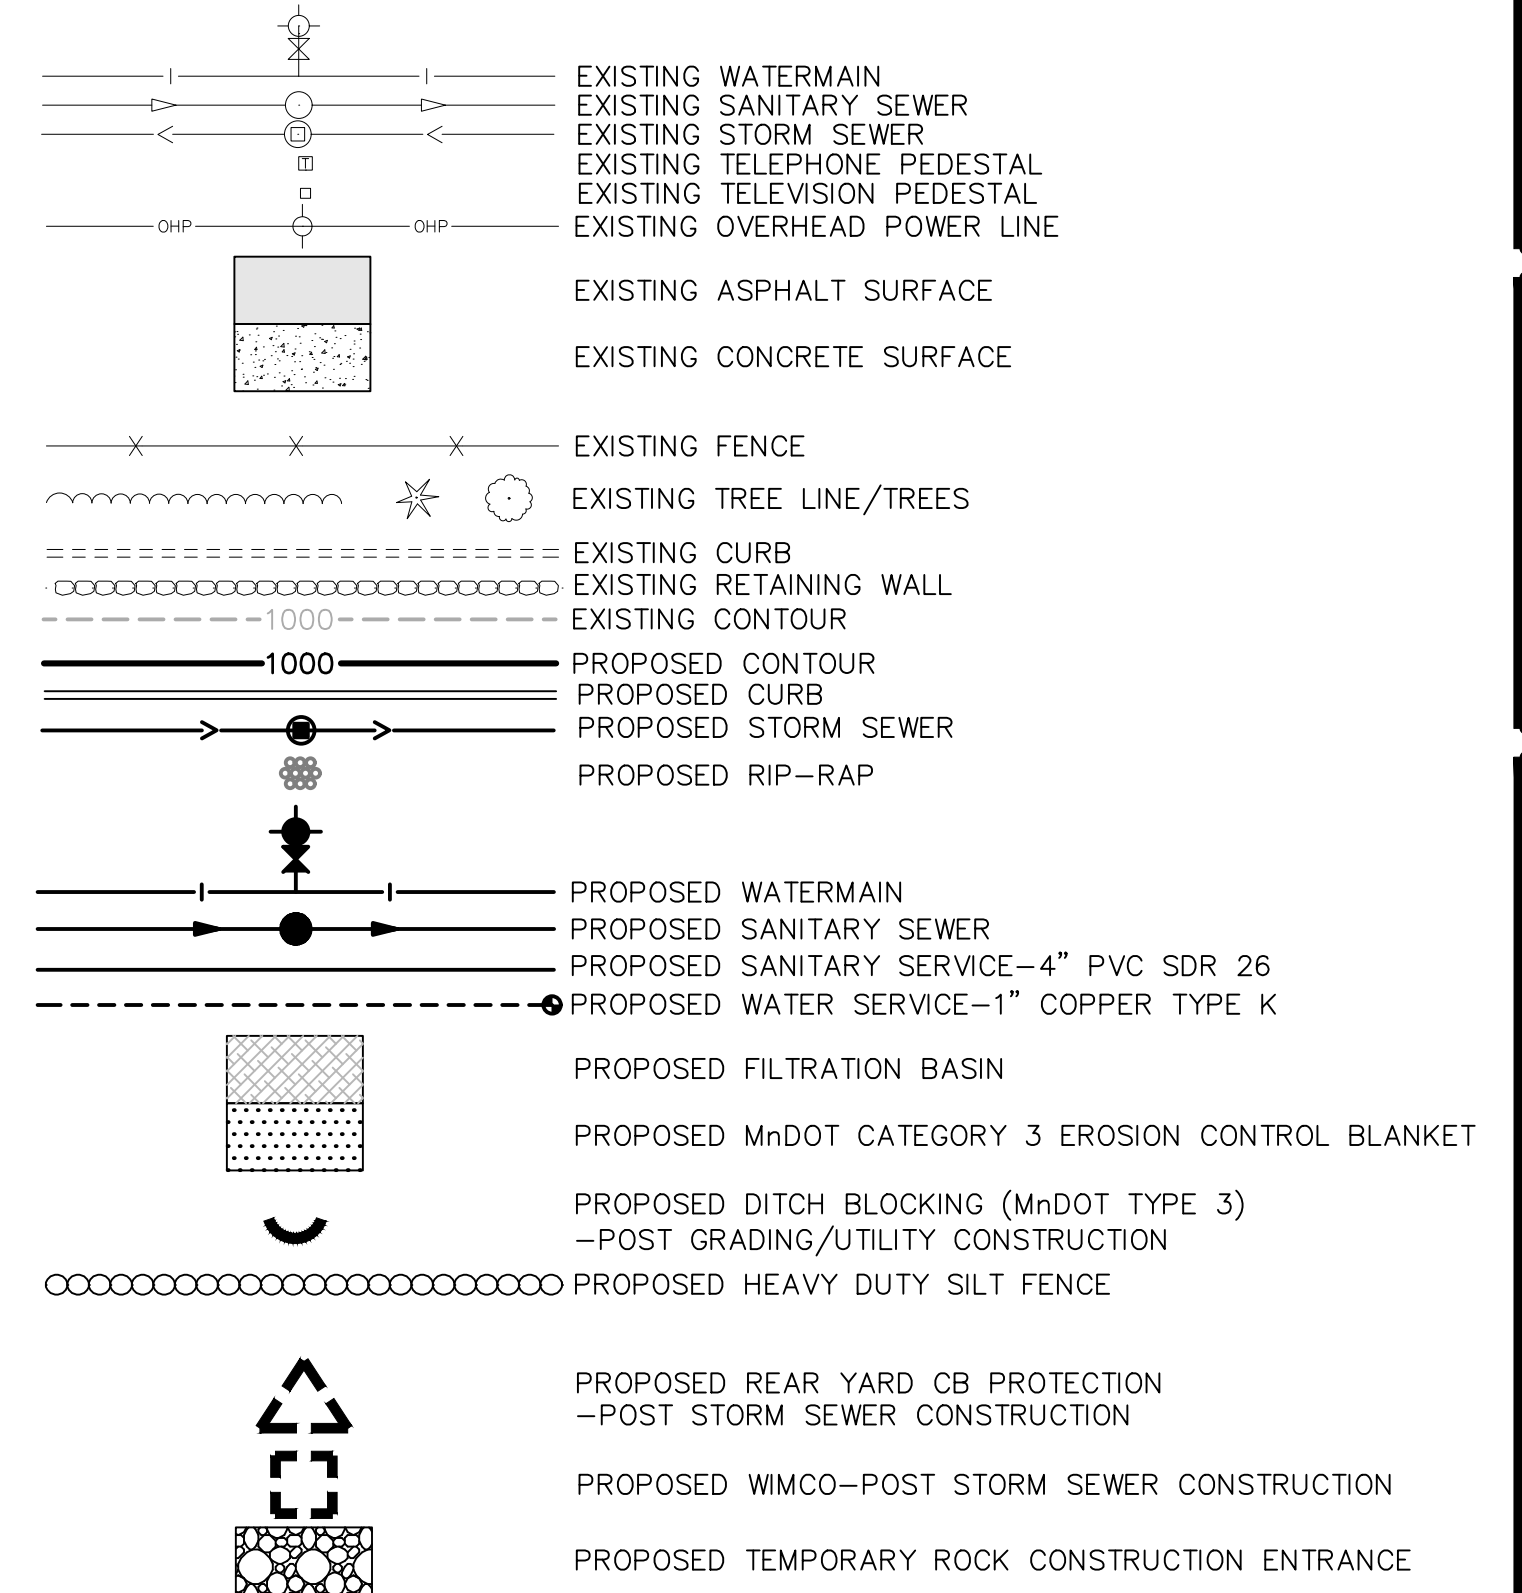 EXISTING WATERMAIN
EXISTING SANITARY SEWER
EXISTING STORM SEWER
T EXISTING TELEPHONE PEDESTAL
EXISTING TELEVISION PEDESTAL
OHP OHP EXISTING OVERHEAD POWER LINE
EXISTING ASPHALT SURFACE
EXISTING CONCRETE SURFACE
EXISTING FENCE
EXISTING TREE LINE/TREES
EXISTING CURB
EXISTING RETAINING WALL
1000 EXISTING CONTOUR
1000 PROPOSED CONTOUR
PROPOSED CURB
PROPOSED STORM SEWER
PROPOSED RIP-RAP
PROPOSED WATERMAIN
PROPOSED SANITARY SEWER
PROPOSED SANITARY SERVICE-4” PVC SDR 26
PROPOSED WATER SERVICE-1” COPPER TYPE K
PROPOSED FILTRATION BASIN
PROPOSED MnDOT CATEGORY 3 EROSION CONTROL BLANKET
PROPOSED DITCH BLOCKING (MnDOT TYPE 3)
-POST GRADING/UTILITY CONSTRUCTION
PROPOSED HEAVY DUTY SILT FENCE
PROPOSED REAR YARD CB PROTECTION
-POST STORM SEWER CONSTRUCTION
PROPOSED WIMCO-POST STORM SEWER CONSTRUCTION
PROPOSED TEMPORARY ROCK CONSTRUCTION ENTRANCE